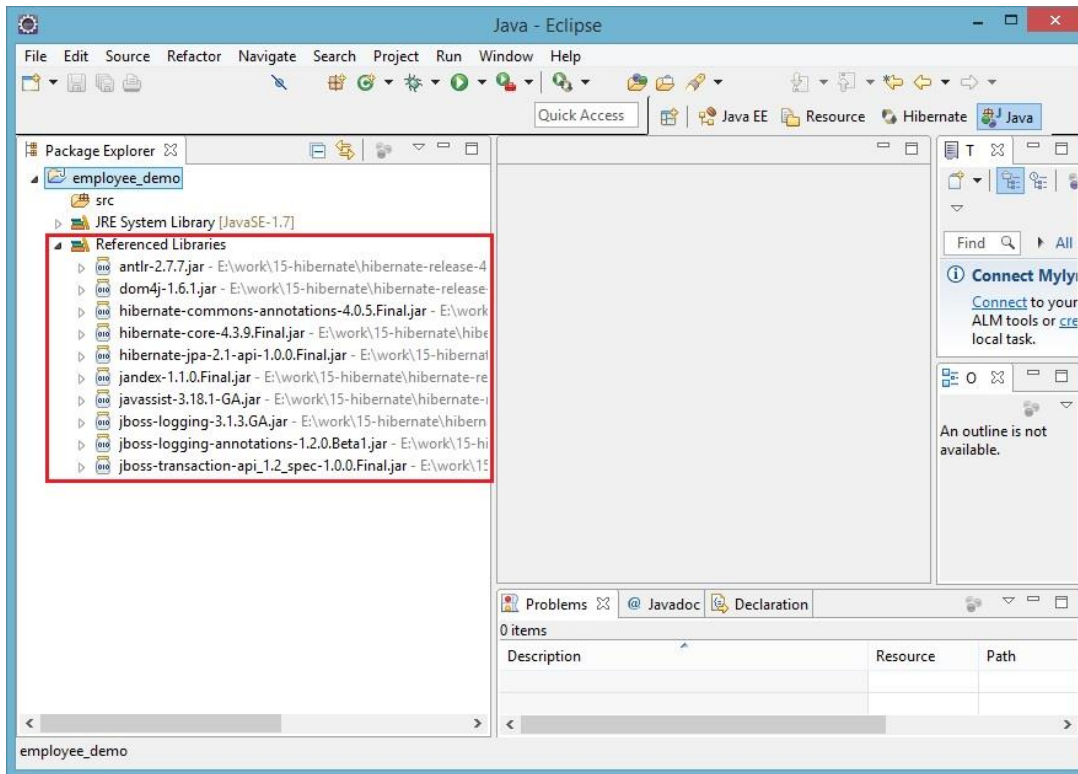 Java - Eclipse
File Edit Source Refactor Navigate Search Project Run Window Help
Quick Access
Java EE Resource Hibernate Java
Package Explorer
employee_demo
src
JRE System Library [JavaSE-1.7]
Referenced Libraries
antlr-2.7.7.jar - E:\work\15-hibernate\hibernate-release-4
dom4j-1.6.1.jar - E:\work\15-hibernate\hibernate-release-
hibernate-commons-annotations-4.0.5.Final.jar - E:\work
hibernate-core-4.3.9.Final.jar - E:\work\15-hibernate\hibe
hibernate-jpa-2.1-api-1.0.0.Final.jar - E:\work\15-hibernat
jandex-1.1.0.Final.jar - E:\work\15-hibernate\hibernate-re
javassist-3.18.1-GA.jar - E:\work\15-hibernate\hibernate-r
jboss-logging-3.1.3.GA.jar - E:\work\15-hibernate\hibern
jboss-logging-annotations-1.2.0.Beta1.jar - E:\work\15-hi
jboss-transaction-api_1.2_spec-1.0.0.Final.jar - E:\work\15
T
Find All
Connect Myly
Connect to your
ALM tools or cre
local task.
O
An outline is not
available.
Problems @ Javadoc Declaration
0 items
Description Resource Path
employee_demo